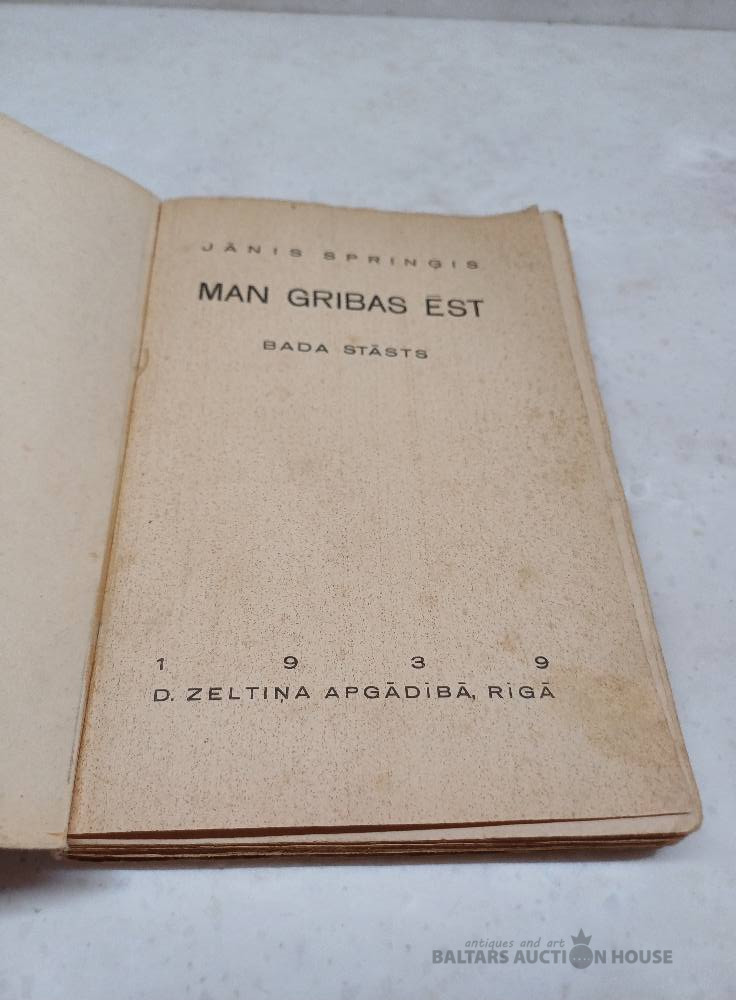 JĀNIS SPRINĢIS
MAN GRIBAS ĒST
BADA STĀSTS
1 9 3 9
D. ZELTIŅA APGĀDĪBĀ, RĪGĀ
antiques and art
BALTARS AUCTION HOUSE